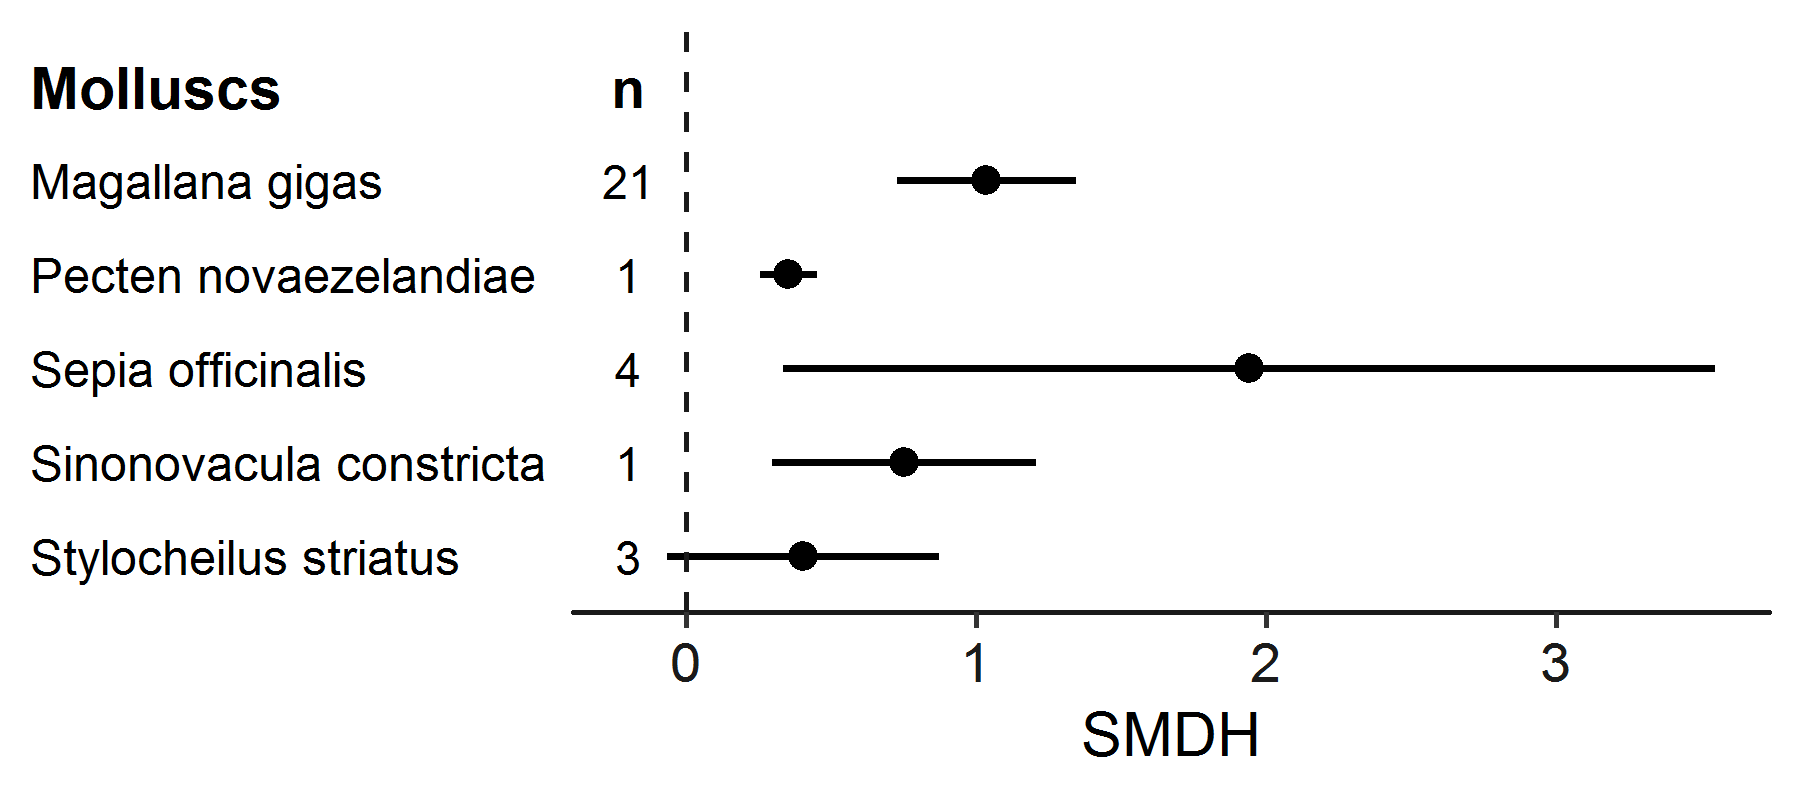 Molluscs n
Magallana gigas 21
Pecten novaezelandiae 1
Sepia officinalis 4
Sinonovacula constricta 1
Stylocheilus striatus 3
0 1 2 3
SMDH